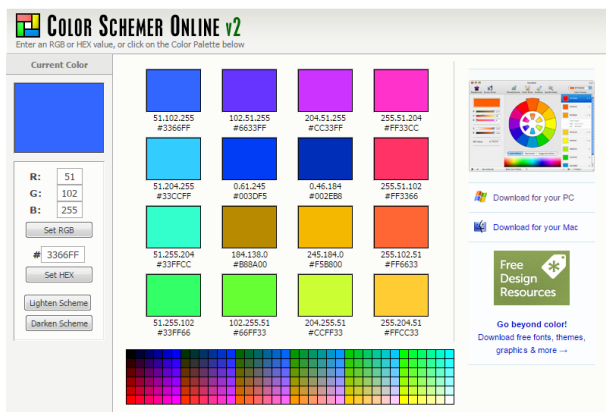 COLOR SCHEMER ONLINE V2
Enter an RGB or HEX value, or click on the Color Palette below
Current Color
R: 51
G: 102
B: 255
Set RGB
# 3366FF
Set HEX
Lighten Scheme
Darken Scheme
51.102.255
#3366FF
102.51.255
#6633FF
204.51.255
#CC33FF
255.51.204
#FF33CC
51.204.255
#33CCFF
0.61.245
#003DF5
0.46.184
#002EB8
255.51.102
#FF3366
51.255.204
#33FFCC
184.138.0
#B88A00
245.184.0
#F5B800
255.102.51
#FF6633
51.255.102
#33FF66
102.255.51
#66FF33
204.255.51
#CCFF33
255.204.51
#FFCC33
Download for your PC
Download for your Mac
Free
Design
Resources
Go beyond color!
Download free fonts, themes,
graphics & more →